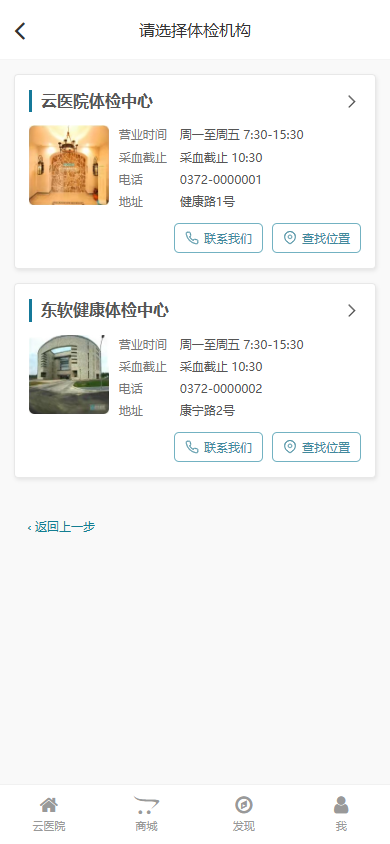 请选择体检机构
云医院体检中心
营业时间 周一至周五 7:30-15:30
采血截止 采血截止 10:30
电话 0372-0000001
地址 健康路1号
联系我们 查找位置
东软健康体检中心
营业时间 周一至周五 7:30-15:30
采血截止 采血截止 10:30
电话 0372-0000002
地址 康宁路2号
联系我们 查找位置
‹ 返回上一步
云医院 商城 发现 我